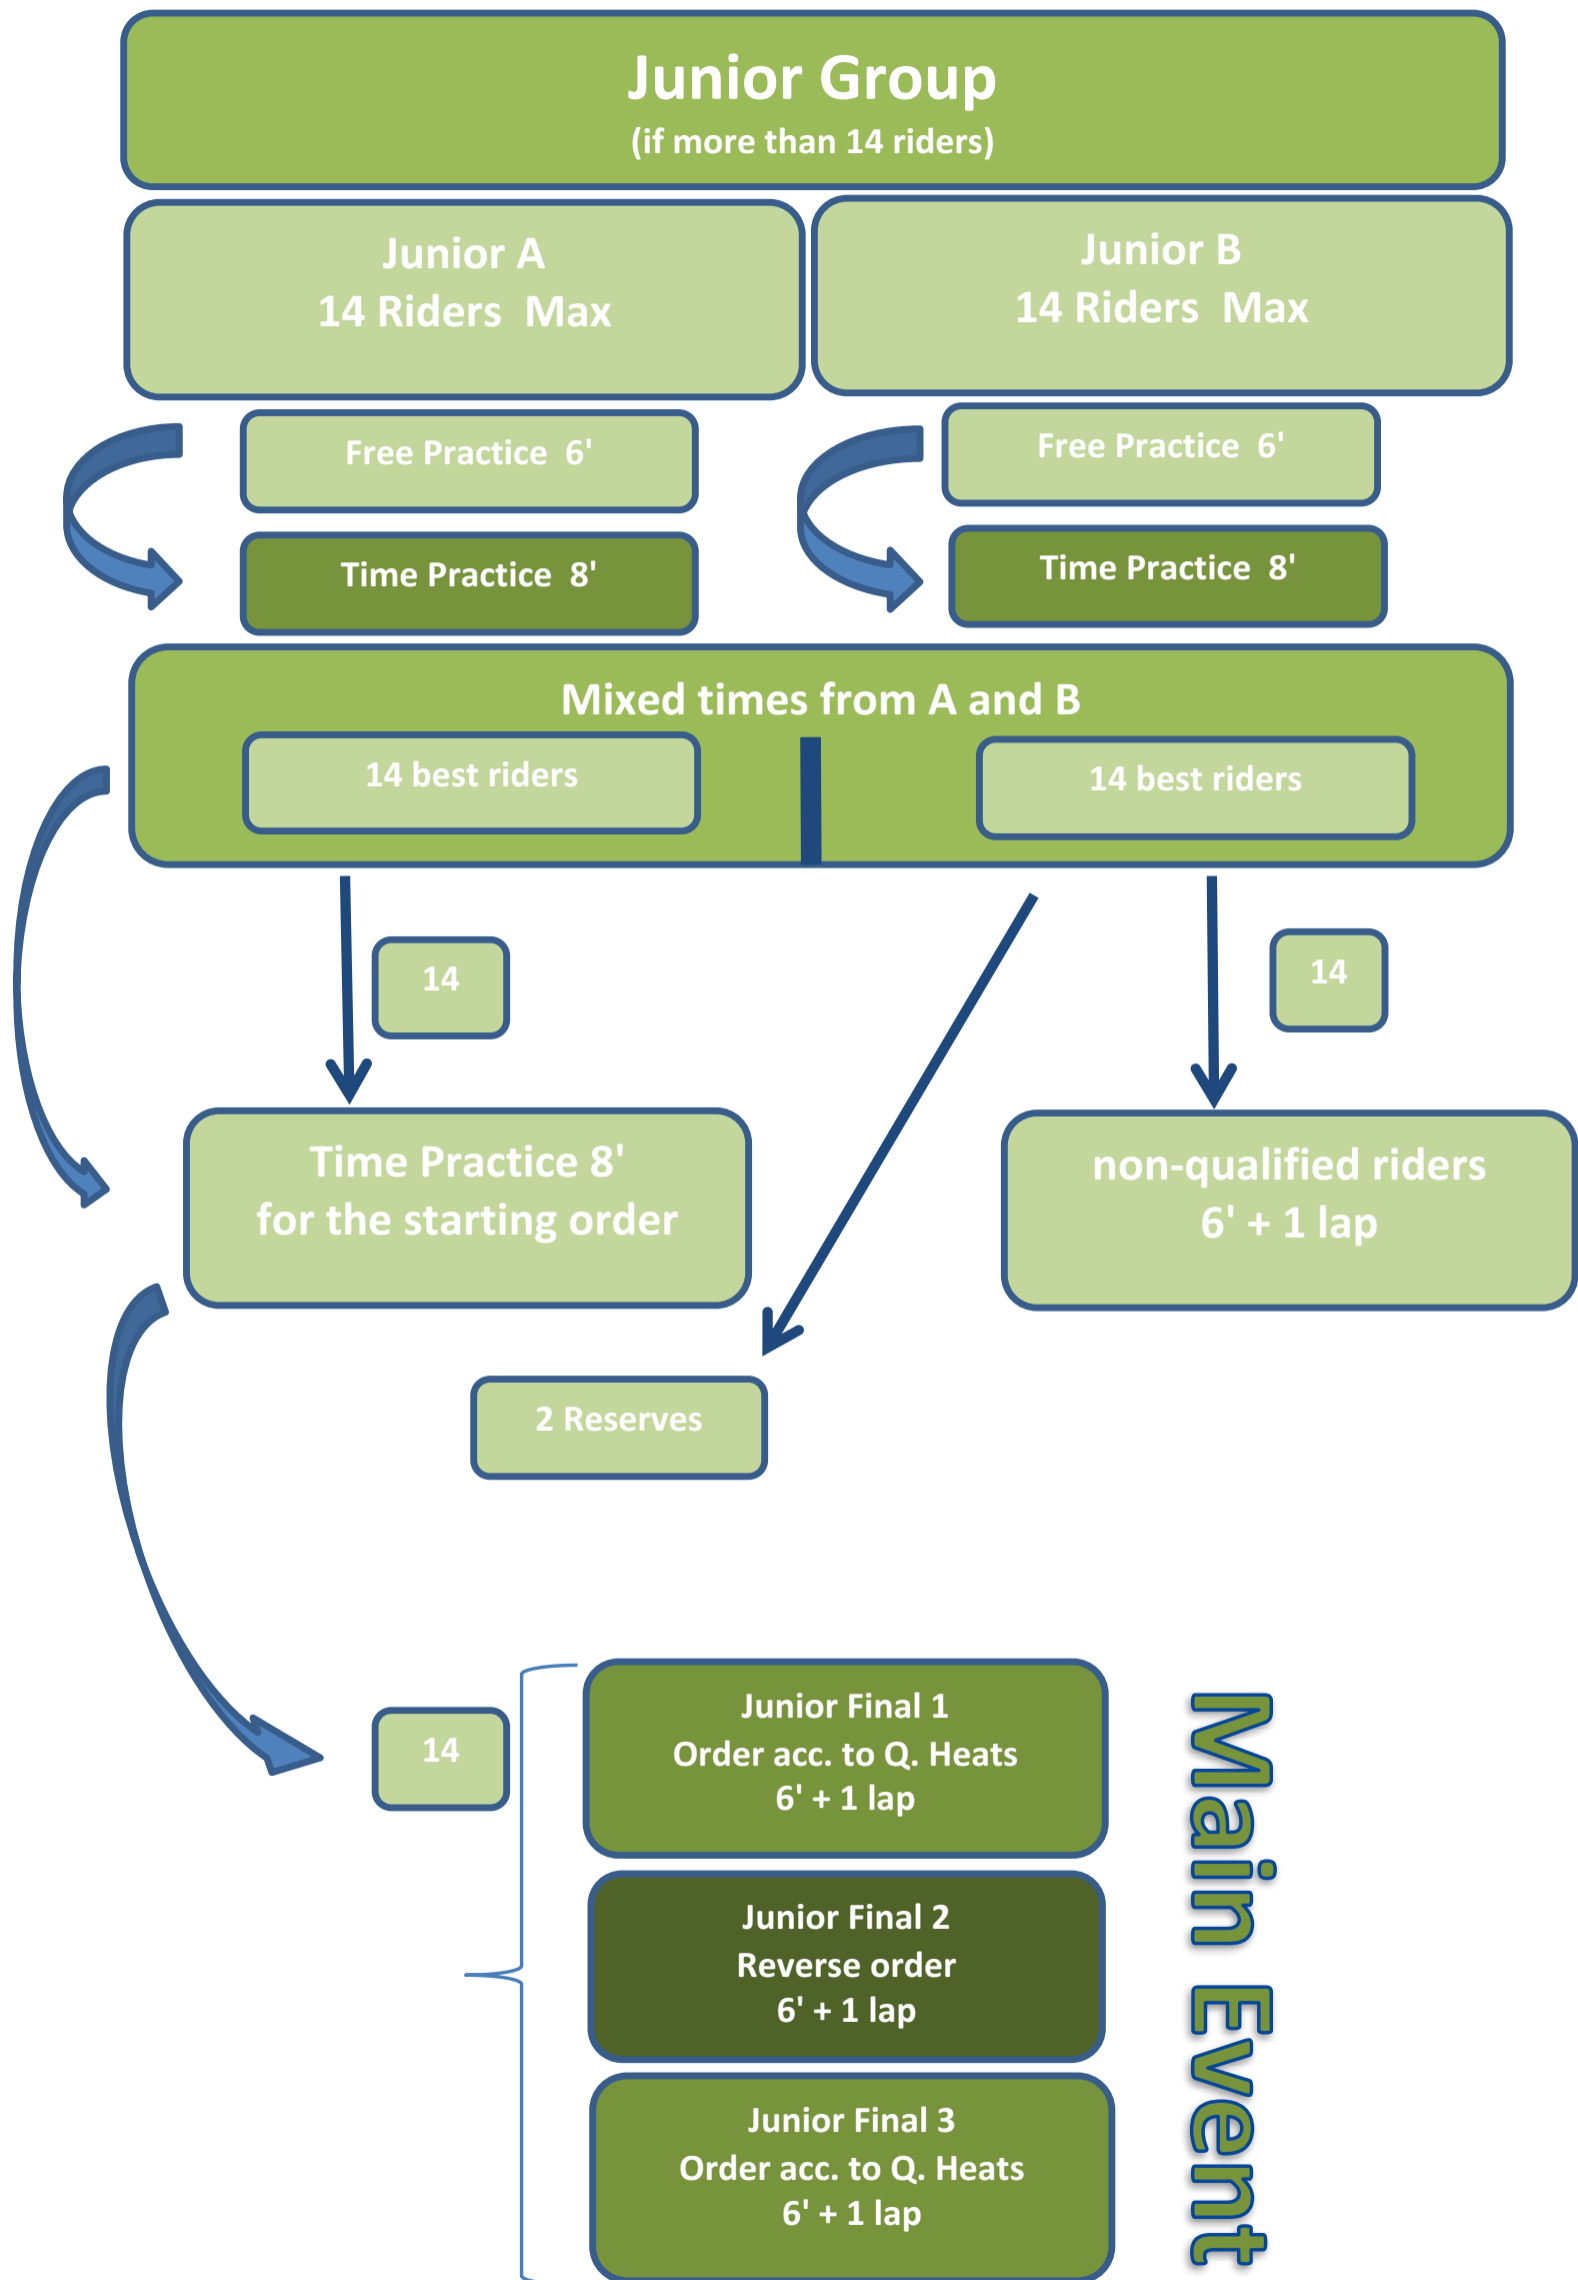 Junior Group
(if more than 14 riders)
Junior A
14 Riders  Max
Junior B
14 Riders  Max
Free Practice  6'
Free Practice  6'
Time Practice  8'
Time Practice  8'
Mixed times from A and B
14 best riders
14 best riders
14
14
Time Practice 8'
for the starting order
non-qualified riders
6' + 1 lap
2 Reserves
14
Junior Final 1
Order acc. to Q. Heats
6' + 1 lap
Junior Final 2
Reverse order
6' + 1 lap
Junior Final 3
Order acc. to Q. Heats
6' + 1 lap
Main Event